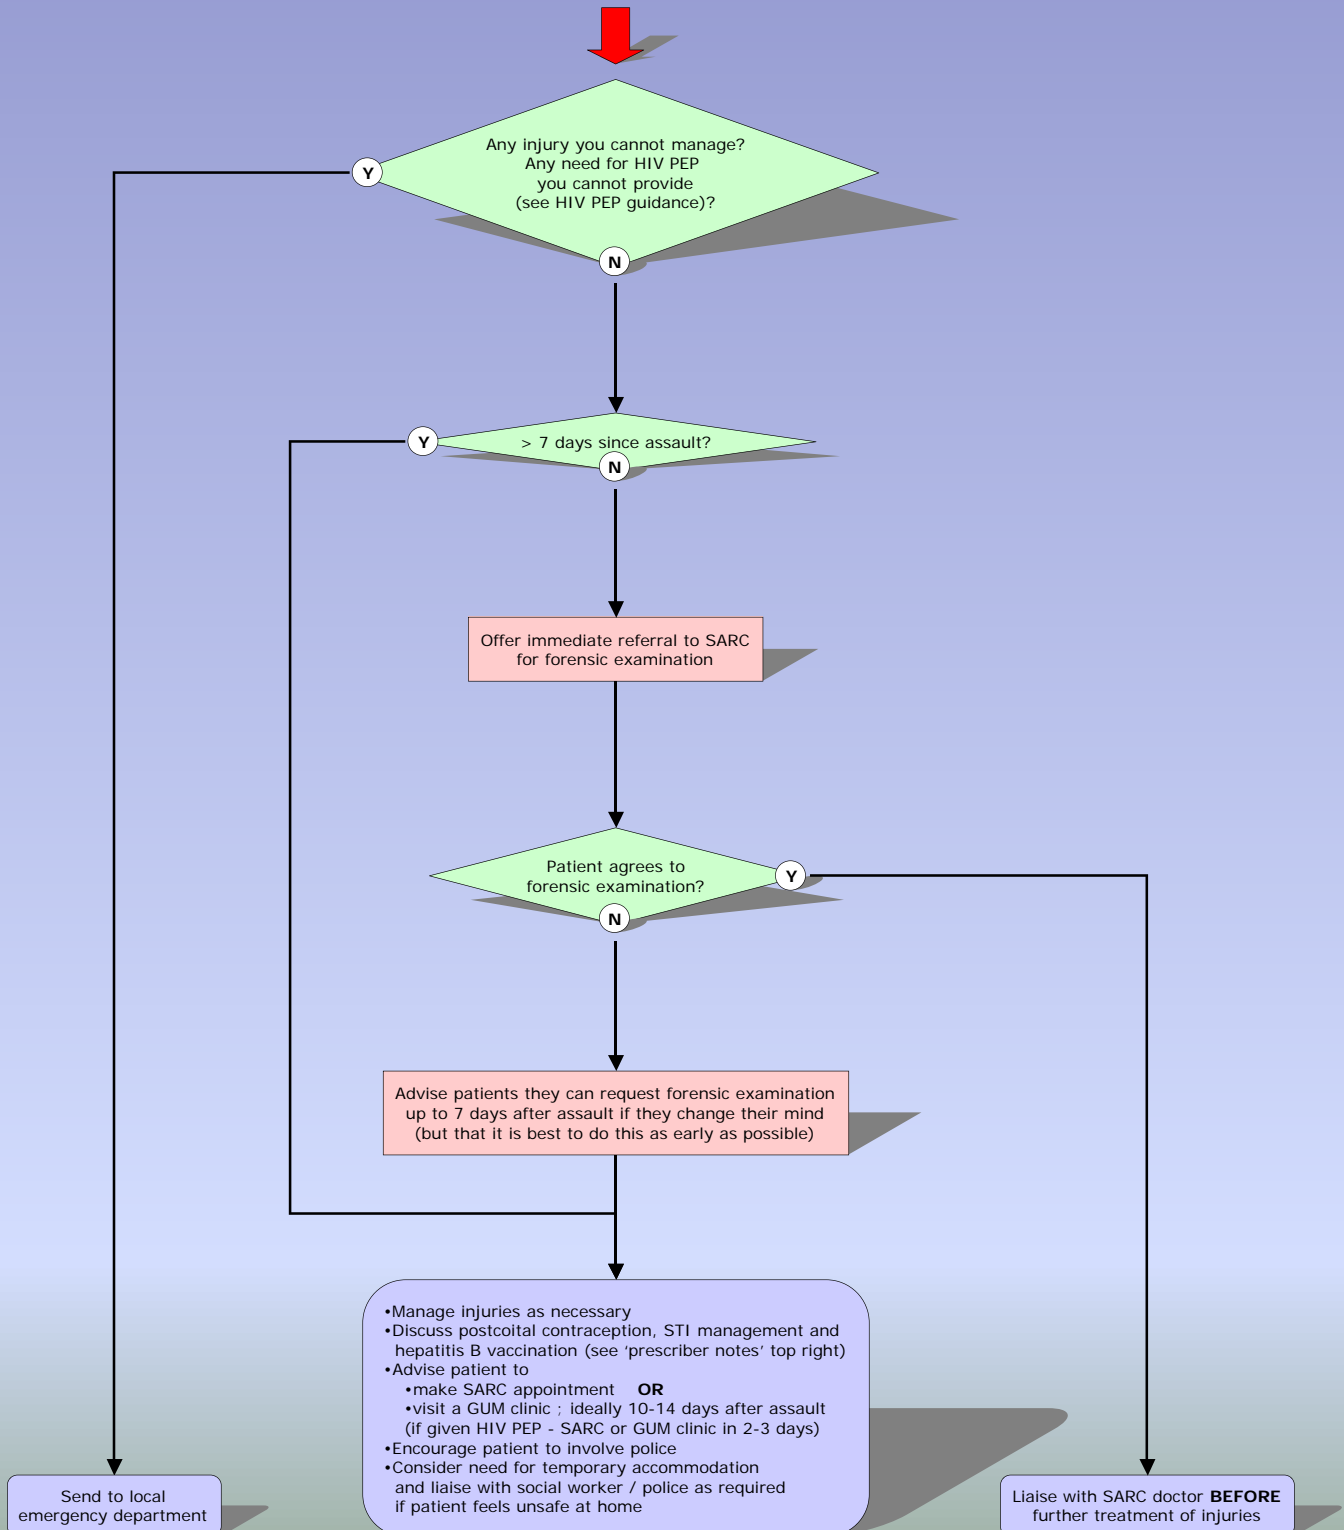 Any injury you cannot manage?
Any need for HIV PEP
you cannot provide
(see HIV PEP guidance)?
Y
N
> 7 days since assault?
Y
N
Offer immediate referral to SARC
for forensic examination
Patient agrees to
forensic examination?
Y
N
Advise patients they can request forensic examination
up to 7 days after assault if they change their mind
(but that it is best to do this as early as possible)
•Manage injuries as necessary
•Discuss postcoital contraception, STI management and
hepatitis B vaccination (see ‘prescriber notes’ top right)
•Advise patient to
•make SARC appointment OR
•visit a GUM clinic ; ideally 10-14 days after assault
(if given HIV PEP - SARC or GUM clinic in 2-3 days)
•Encourage patient to involve police
•Consider need for temporary accommodation
and liaise with social worker / police as required
if patient feels unsafe at home
Send to local
emergency department
Liaise with SARC doctor BEFORE
further treatment of injuries